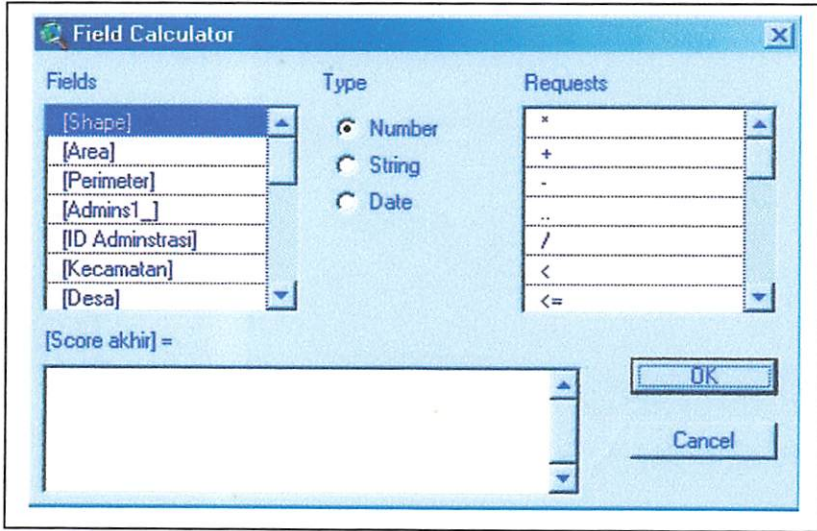 Field Calculator
Fields
Type
Requests
[Shape]
[Area]
[Perimeter]
[Admins1_]
[ID Adminstrasi]
[Kecamatan]
[Desa]
Number
String
Date
*
+
-
..
/
<
<=
[Score akhir] =
OK
Cancel